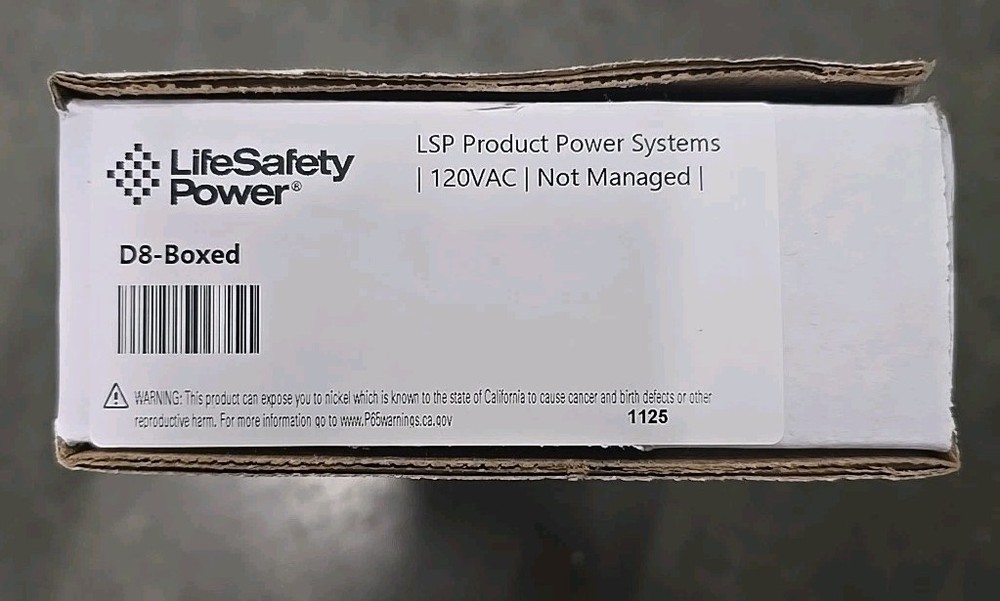 LifeSafety
Power®
LSP Product Power Systems
| 120VAC | Not Managed |
D8-Boxed
WARNING: This product can expose you to nickel which is known to the state of California to cause cancer and birth defects or other
reproductive harm. For more information go to www.P65warnings.ca.gov
1125